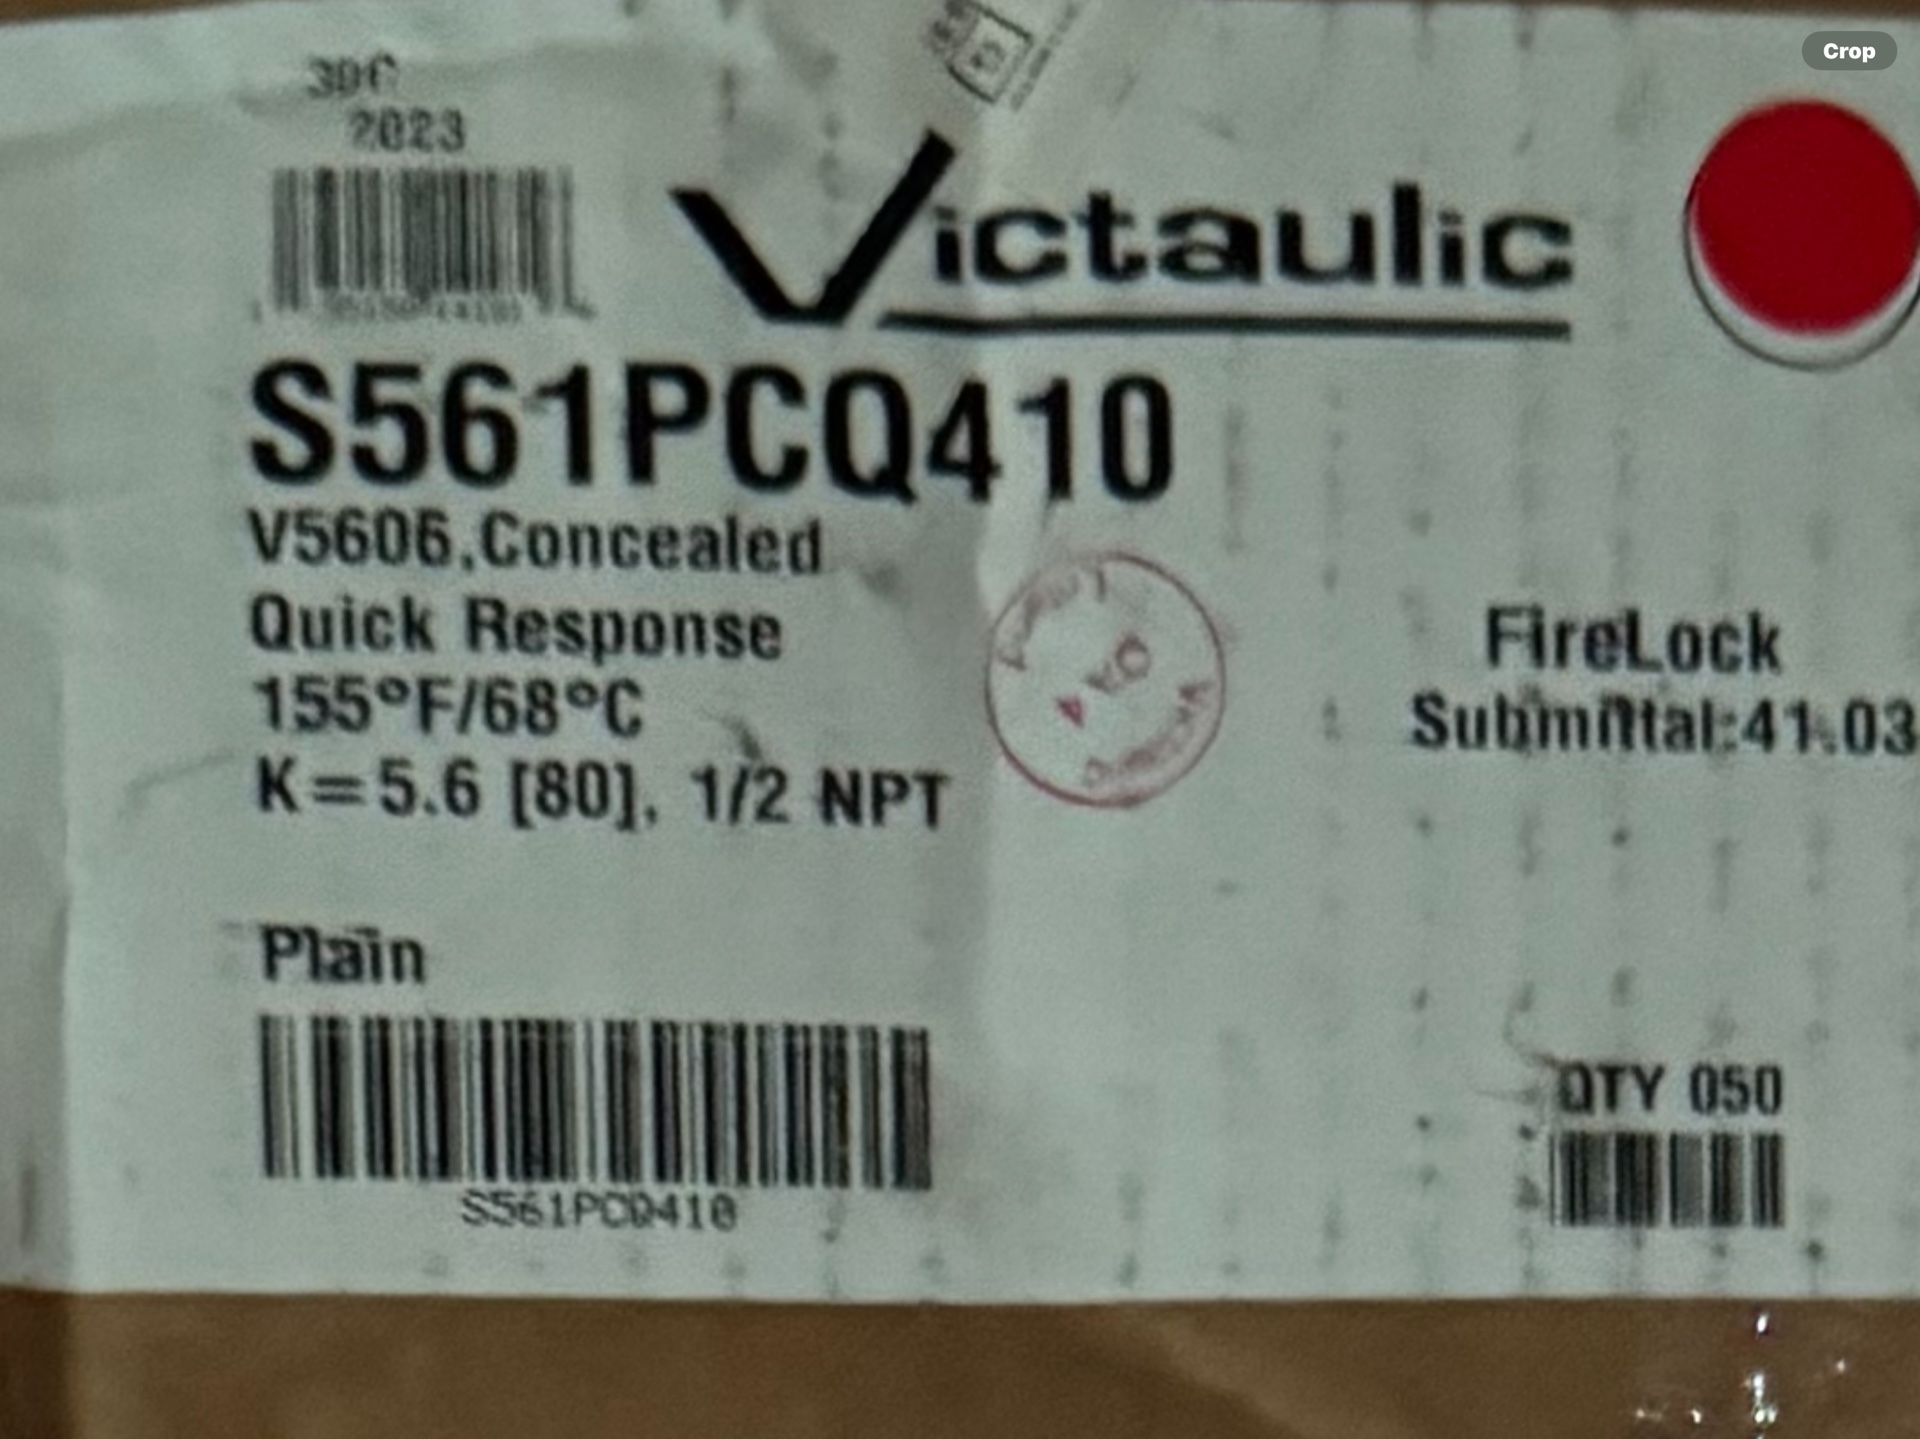 Crop
2023
Victaulic
S561PCQ410
V5606,Concealed
Quick Response
155°F/68°C
K=5.6 [80], 1/2 NPT
FireLock
Submittal:41.03
Plain
S561PCQ410
QTY 050